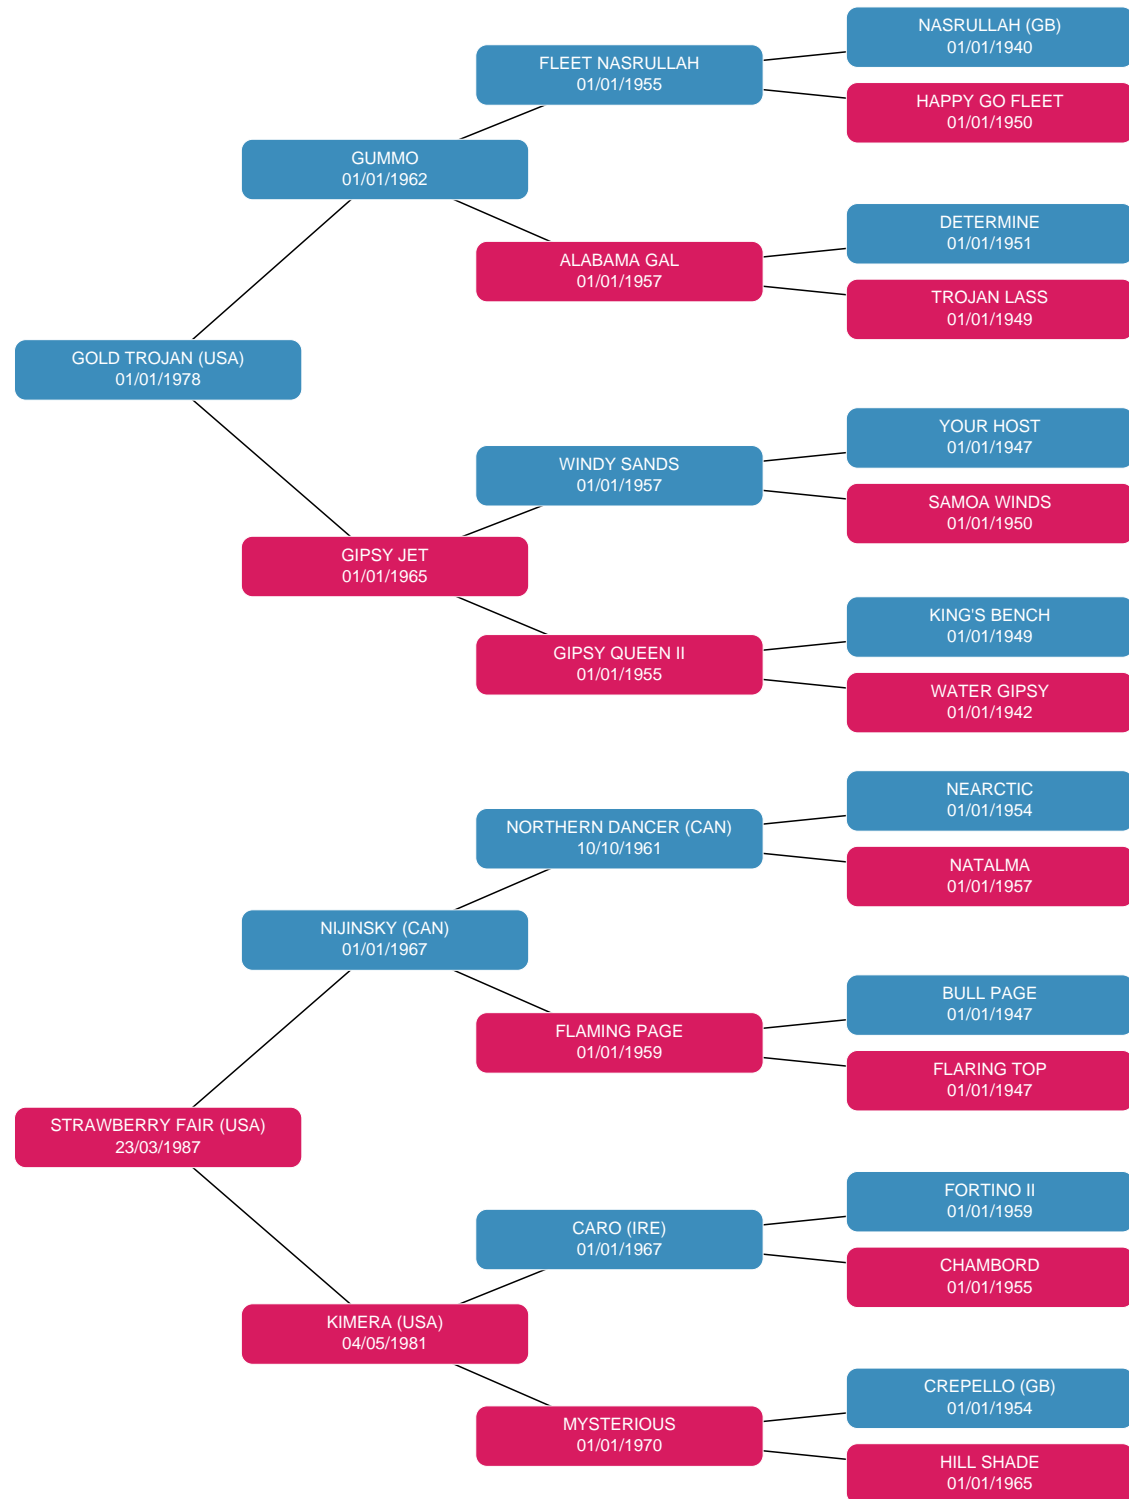 NASRULLAH (GB)
01/01/1940
FLEET NASRULLAH
01/01/1955
HAPPY GO FLEET
01/01/1950
GUMMO
01/01/1962
DETERMINE
01/01/1951
ALABAMA GAL
01/01/1957
TROJAN LASS
01/01/1949
GOLD TROJAN (USA)
01/01/1978
YOUR HOST
01/01/1947
WINDY SANDS
01/01/1957
SAMOA WINDS
01/01/1950
GIPSY JET
01/01/1965
KING'S BENCH
01/01/1949
GIPSY QUEEN II
01/01/1955
WATER GIPSY
01/01/1942
NEARCTIC
01/01/1954
NORTHERN DANCER (CAN)
10/10/1961
NATALMA
01/01/1957
NIJINSKY (CAN)
01/01/1967
BULL PAGE
01/01/1947
FLAMING PAGE
01/01/1959
FLARING TOP
01/01/1947
STRAWBERRY FAIR (USA)
23/03/1987
FORTINO II
01/01/1959
CARO (IRE)
01/01/1967
CHAMBORD
01/01/1955
KIMERA (USA)
04/05/1981
CREPELLO (GB)
01/01/1954
MYSTERIOUS
01/01/1970
HILL SHADE
01/01/1965